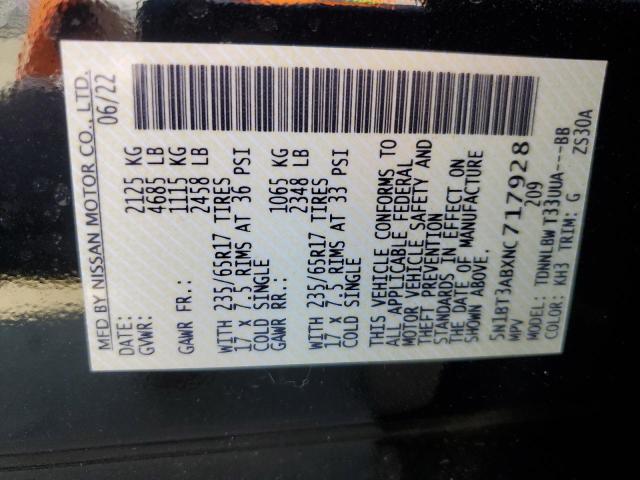 MFD BY NISSAN MOTOR CO., LTD.
DATE: 06/22
GVWR: 2125 KG
4685 LB
GAWR FR.: 1115 KG
2458 LB
WITH 235/65R17 TIRES
17 x 7.5 RIMS AT 36 PSI
COLD SINGLE
GAWR RR.: 1065 KG
2348 LB
WITH 235/65R17 TIRES
17 x 7.5 RIMS AT 33 PSI
COLD SINGLE
THIS VEHICLE CONFORMS TO
ALL APPLICABLE FEDERAL
MOTOR VEHICLE SAFETY AND
THEFT PREVENTION
STANDARDS IN EFFECT ON
THE DATE OF MANUFACTURE
SHOWN ABOVE.
5N1BT3ABXNC717928
MPV 209
MODEL: TDNNLBW T33UUA----BB
COLOR: KH3 TRIM: G ZS30A